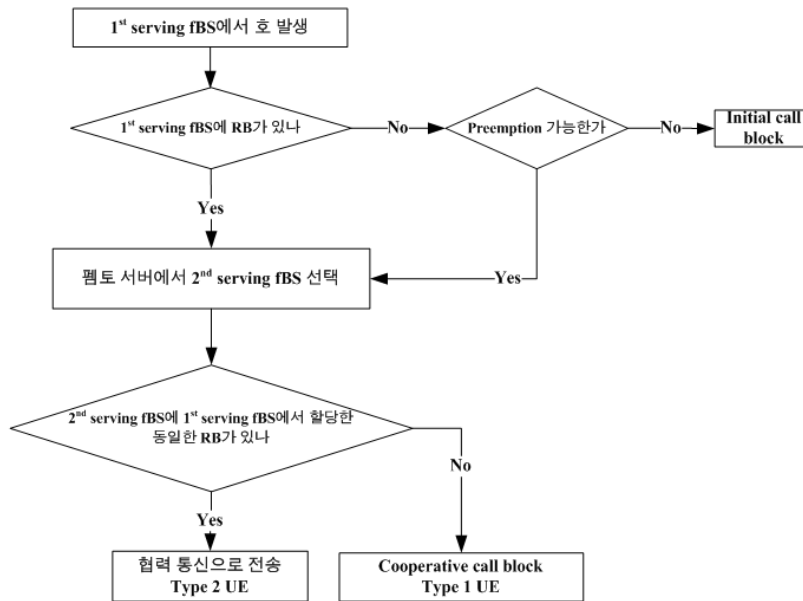 1st serving fBS에서 호 발생
1st serving fBS에 RB가 있나
No
Preemption 가능한가
No
Initial call
block
Yes
펨토 서버에서 2nd serving fBS 선택
Yes
2nd serving fBS에 1st serving fBS에서 할당한
동일한 RB가 있나
No
Yes
협력 통신으로 전송
Type 2 UE
Cooperative call block
Type 1 UE